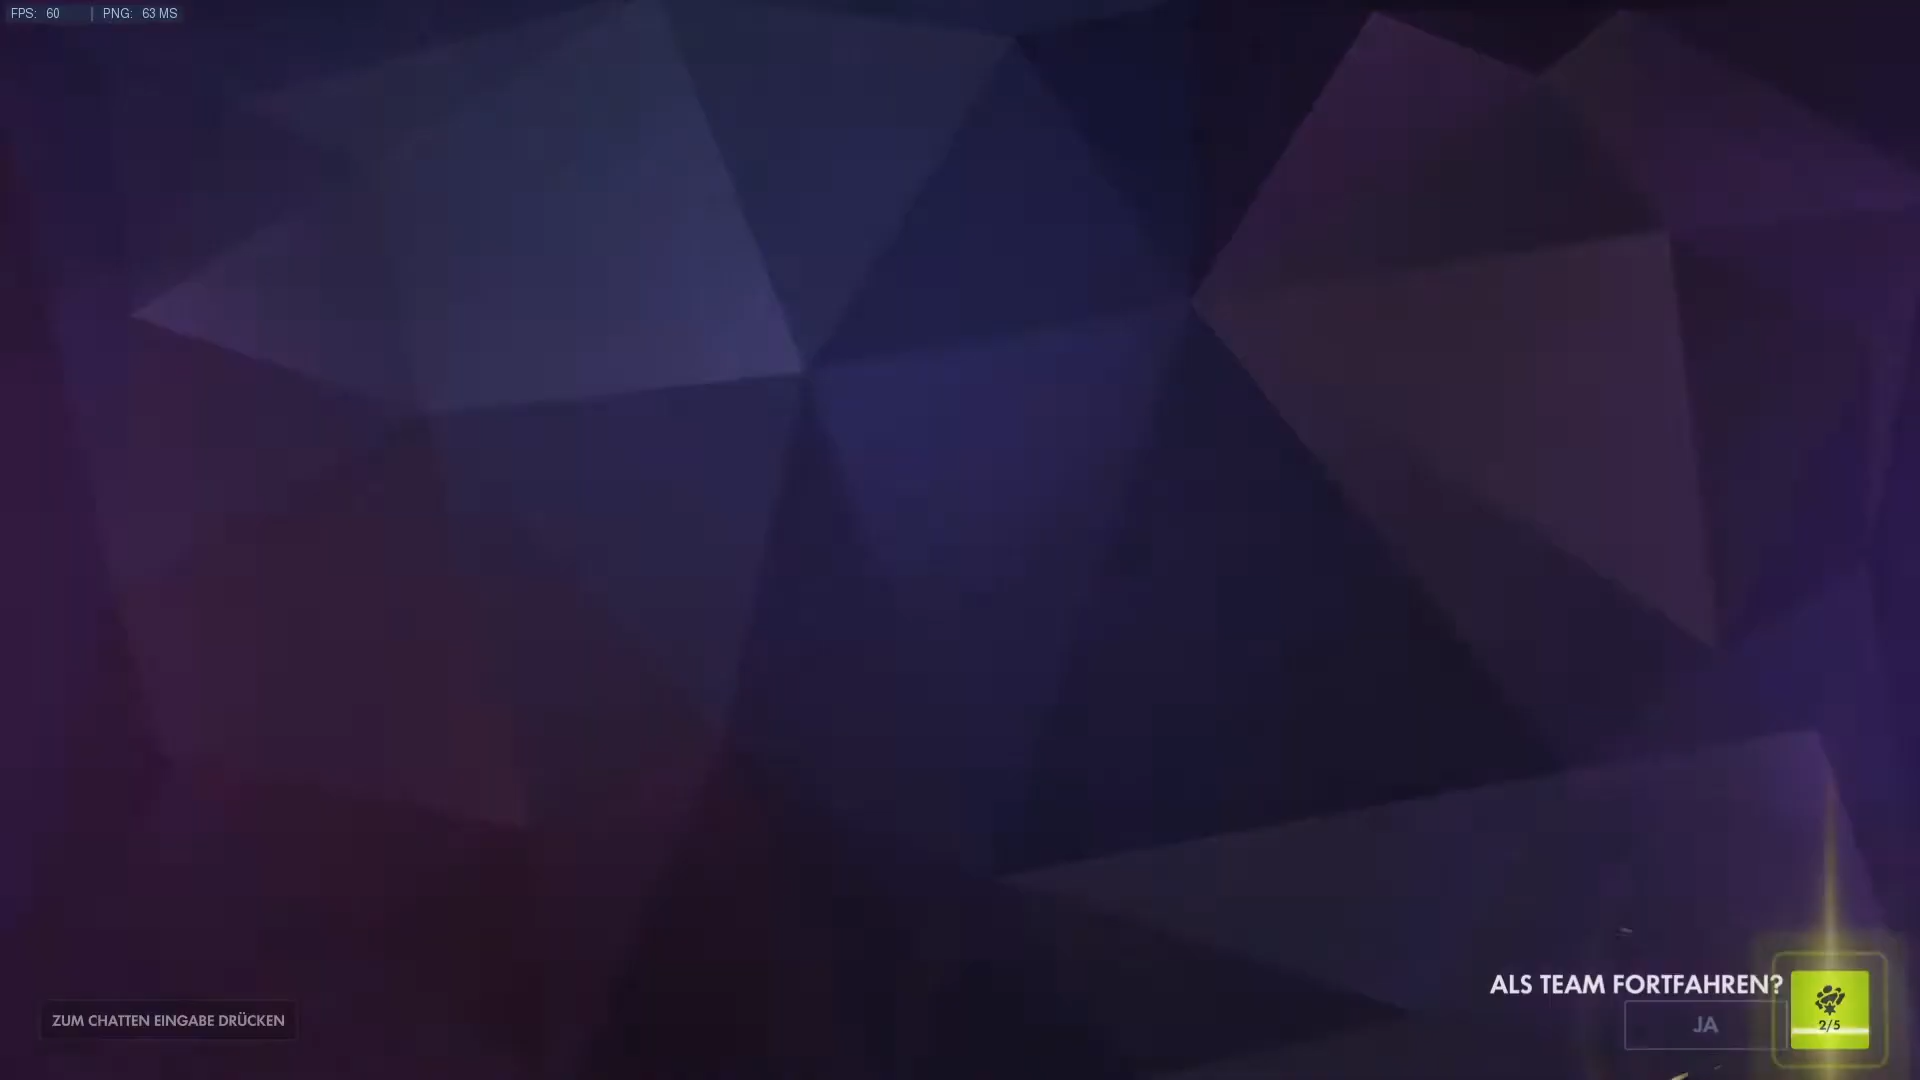 FPS: 60 | PNG: 63 MS
ALS TEAM FORTFAHREN?
JA
2/5
ZUM CHATTEN EINGABE DRÜCKEN